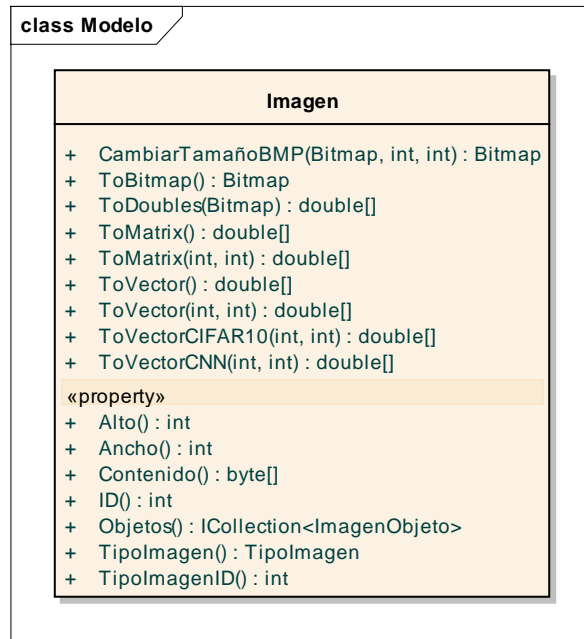 class Modelo
Imagen
+ CambiarTamañoBMP(Bitmap, int, int) : Bitmap
+ ToBitmap() : Bitmap
+ ToDoubles(Bitmap) : double[]
+ ToMatrix() : double[]
+ ToMatrix(int, int) : double[]
+ ToVector() : double[]
+ ToVector(int, int) : double[]
+ ToVectorCIFAR10(int, int) : double[]
+ ToVectorCNN(int, int) : double[]
«property»
+ Alto() : int
+ Ancho() : int
+ Contenido() : byte[]
+ ID() : int
+ Objetos() : ICollection<ImagenObjeto>
+ TipoImagen() : TipoImagen
+ TipoImagenID() : int